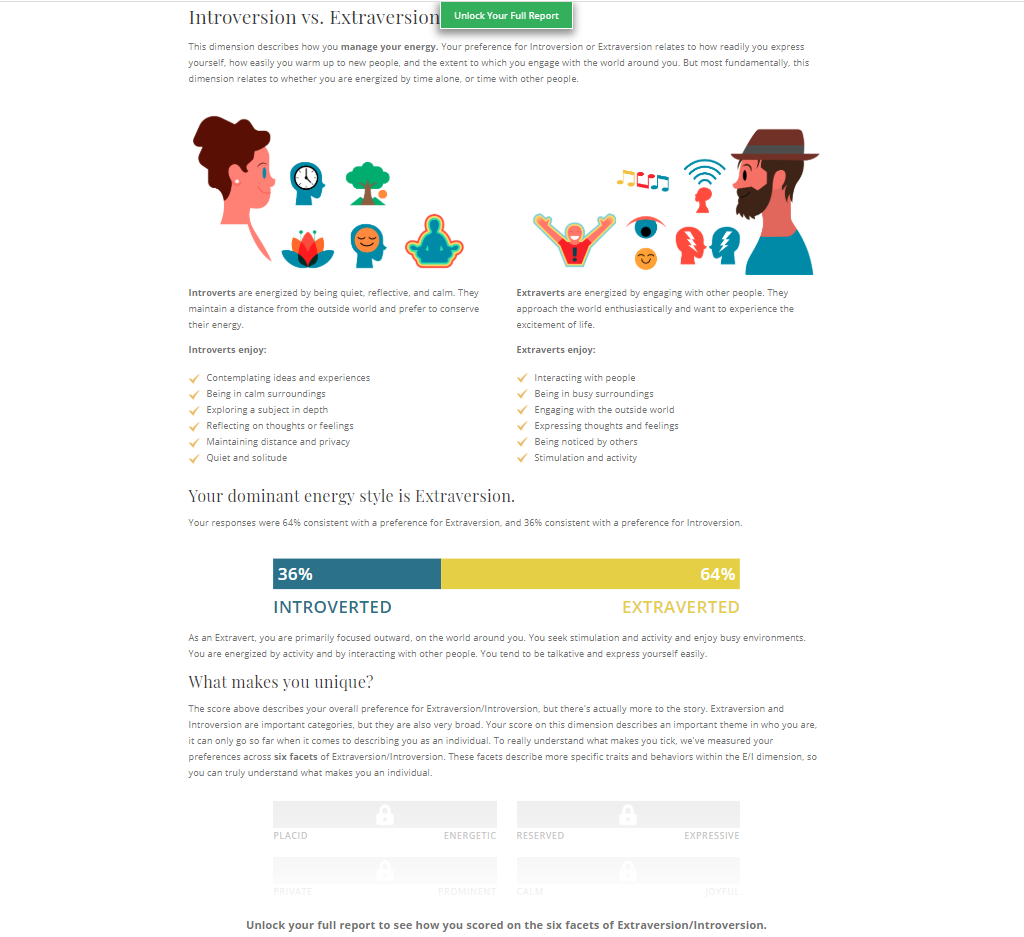 Introversion vs. Extraversion
Unlock Your Full Report
This dimension describes how you manage your energy. Your preference for Introversion or Extraversion relates to how readily you express
yourself, how easily you warm up to new people, and the extent to which you engage with the world around you. But most fundamentally, this
dimension relates to whether you are energized by time alone, or time with other people.
Introverts are energized by being quiet, reflective, and calm. They
maintain a distance from the outside world and prefer to conserve
their energy.
Introverts enjoy:
Contemplating ideas and experiences
Being in calm surroundings
Exploring a subject in depth
Reflecting on thoughts or feelings
Maintaining distance and privacy
Quiet and solitude
Extraverts are energized by engaging with other people. They
approach the world enthusiastically and want to experience the
excitement of life.
Extraverts enjoy:
Interacting with people
Being in busy surroundings
Engaging with the outside world
Expressing thoughts and feelings
Being noticed by others
Stimulation and activity
Your dominant energy style is Extraversion.
Your responses were 64% consistent with a preference for Extraversion, and 36% consistent with a preference for Introversion.
36% 64%
INTROVERTED EXTRAVERTED
As an Extravert, you are primarily focused outward, on the world around you. You seek stimulation and activity and enjoy busy environments.
You are energized by activity and by interacting with other people. You tend to be talkative and express yourself easily.
What makes you unique?
The score above describes your overall preference for Extraversion/Introversion, but there's actually more to the story. Extraversion and
Introversion are important categories, but they are also very broad. Your score on this dimension describes an important theme in who you are,
it can only go so far when it comes to describing you as an individual. To really understand what makes you tick, we've measured your
preferences across six facets of Extraversion/Introversion. These facets describe more specific traits and behaviors within the E/I dimension, so
you can truly understand what makes you an individual.
PLACID ENERGETIC RESERVED EXPRESSIVE
PRIVATE PROMINENT CALM JOYFUL
Unlock your full report to see how you scored on the six facets of Extraversion/Introversion.